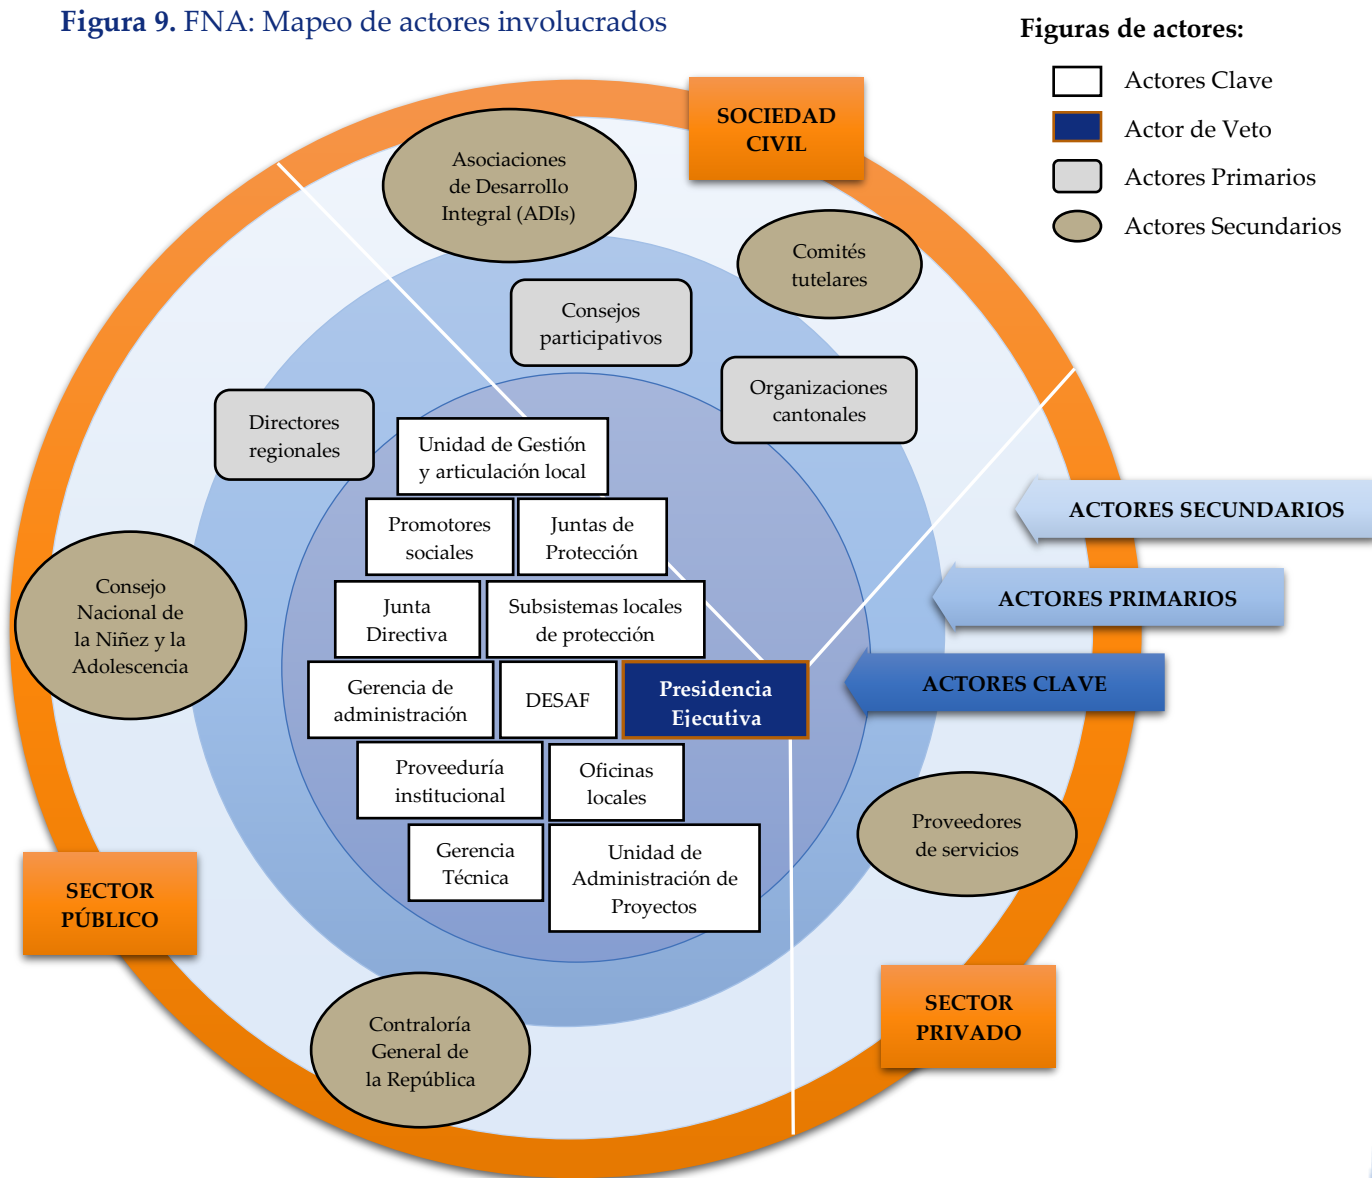 Figura 9. FNA: Mapeo de actores involucrados
Figuras de actores:
Actores Clave
Actor de Veto
Actores Primarios
Actores Secundarios
SOCIEDAD
CIVIL
Asociaciones
de Desarrollo
Integral (ADIs)
Comités
tutelares
Consejos
participativos
Organizaciones
cantonales
Directores
regionales
Unidad de Gestión
y articulación local
Promotores
sociales
Juntas de
Protección
ACTORES SECUNDARIOS
Consejo
Nacional de
la Niñez y la
Adolescencia
Junta
Directiva
Subsistemas locales
de protección
ACTORES PRIMARIOS
Gerencia de
administración
DESAF
Presidencia
Ejecutiva
ACTORES CLAVE
Proveeduría
institucional
Oficinas
locales
Proveedores
de servicios
Gerencia
Técnica
Unidad de
Administración de
Proyectos
SECTOR
PÚBLICO
SECTOR
PRIVADO
Contraloría
General de
la República